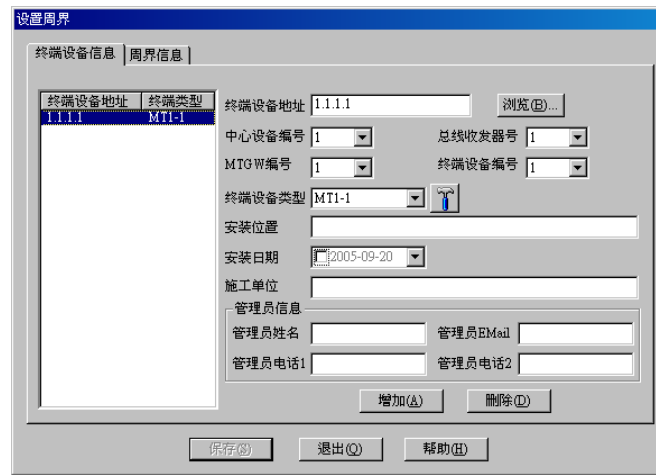 设置周界
终端设备信息 周界信息
终端设备地址 终端类型
1.1.1.1 MT1-1
终端设备地址 1.1.1.1 浏览(B)...
中心设备编号 1 总线收发器号 1
MTGW编号 1 终端设备编号 1
终端设备类型 MT1-1
安装位置
安装日期 2005-09-20
施工单位
管理员信息
管理员姓名 管理员EMail
管理员电话1 管理员电话2
增加(A) 删除(D)
保存(S) 退出(Q) 帮助(H)